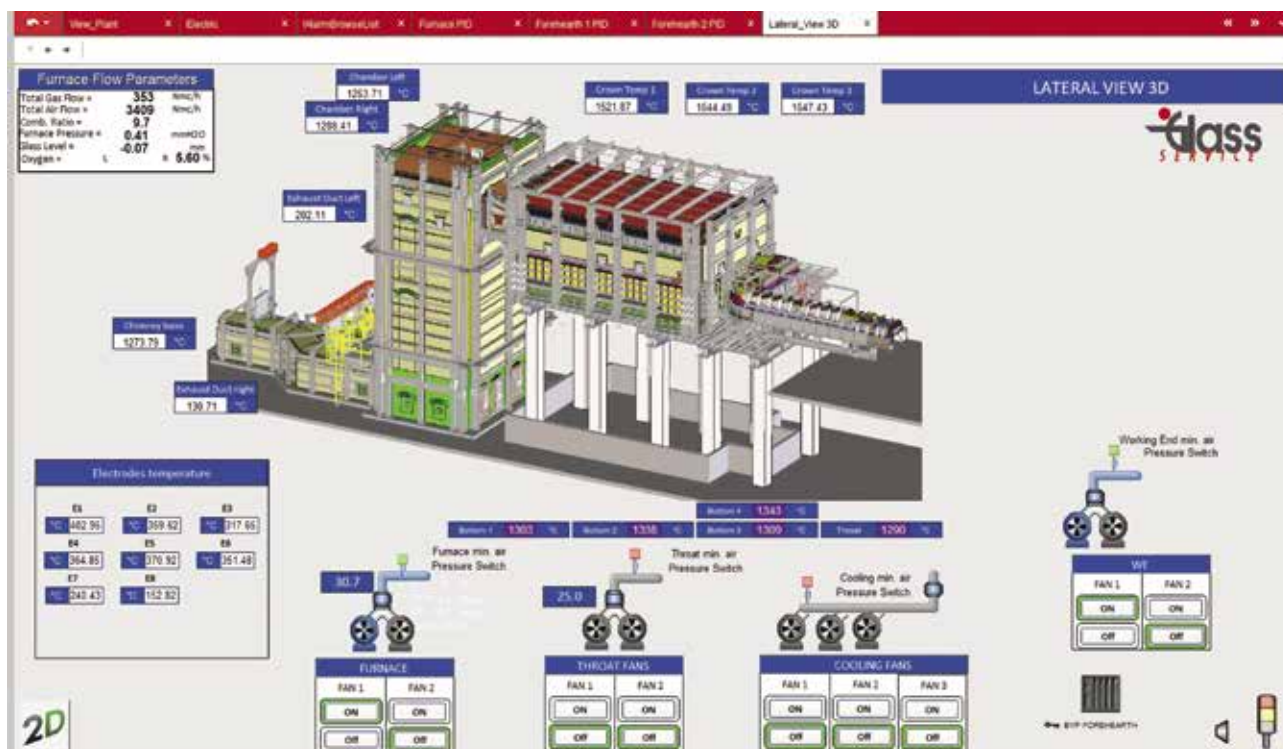 View_Plant
Electric
AlarmBrowseList
Furnace PID
Forehearth 1 PID
Forehearth 2 PID
Lateral_View 3D
Furnace Flow Parameters
Total Gas Flow = 353 Nmc/h
Total Air Flow = 3409 Nmc/h
Comb. Ratio = 9.7
Furnace Pressure = 0.41 mmH2O
Glass Level = -0.07 mm
Oxygen = L R 5.60 %
Chamber Left
1253.71 °C
Chamber Right
1288.41 °C
Crown Temp 1
1521.87 °C
Crown Temp 2
1544.49 °C
Crown Temp 3
1547.43 °C
LATERAL VIEW 3D
Glass
SERVICE
Exhaust Duct Left
202.11 °C
Chimney base
1273.79 °C
Exhaust Duct right
139.71 °C
Electrodes temperature
E1 E2 E3
°C 402.96 °C 359.62 °C 317.65
E4 E5 E6
°C 364.85 °C 370.92 °C 351.48
E7 E8
°C 240.43 °C 152.82
Bottom 4 1343 °C
Bottom 1 1303 °C Bottom 2 1338 °C Bottom 3 1309 °C Throat 1290 °C
Working End min. air
Pressure Switch
Furnace min. air
Pressure Switch
30.7
Throat min. air
Pressure Switch
25.0
Cooling min. air
Pressure Switch
WE
FAN 1 FAN 2
ON ON
Off Off
FURNACE
FAN 1 FAN 2
ON ON
Off Off
THROAT FANS
FAN 1 FAN 2
ON ON
Off Off
COOLING FANS
FAN 1 FAN 2 FAN 3
ON ON ON
Off Off Off
BYP FOREHEARTH
2D